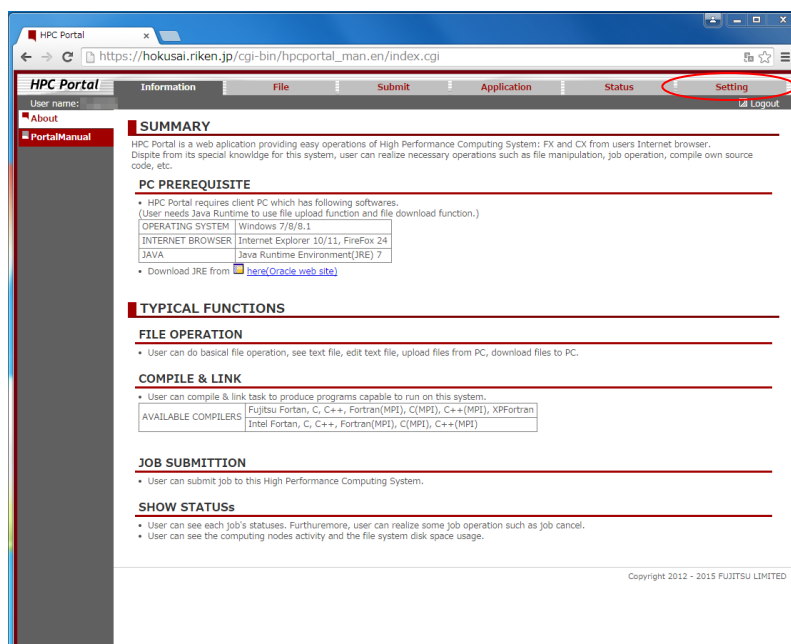 HPC Portal
https://hokusai.riken.jp/cgi-bin/hpcportal_man.en/index.cgi
HPC Portal
Information File Submit Application Status Setting
User name: Logout
About
PortalManual
SUMMARY
HPC Portal is a web aplication providing easy operations of High Performance Computing System: FX and CX from users Internet browser.
Dispite from its special knowldge for this system, user can realize necessary operations such as file manipulation, job operation, compile own source
code, etc.
PC PREREQUISITE
• HPC Portal requires client PC which has following softwares.
(User needs Java Runtime to use file upload function and file download function.)
OPERATING SYSTEM Windows 7/8/8.1
INTERNET BROWSER Internet Explorer 10/11, FireFox 24
JAVA Java Runtime Environment(JRE) 7
• Download JRE from here(Oracle web site)
TYPICAL FUNCTIONS
FILE OPERATION
• User can do basical file operation, see text file, edit text file, upload files from PC, download files to PC.
COMPILE & LINK
• User can compile & link task to produce programs capable to run on this system.
AVAILABLE COMPILERS Fujitsu Fortan, C, C++, Fortran(MPI), C(MPI), C++(MPI), XPFortran
Intel Fortan, C, C++, Fortran(MPI), C(MPI), C++(MPI)
JOB SUBMITTION
• User can submit job to this High Performance Computing System.
SHOW STATUSs
• User can see each job's statuses. Furthuremore, user can realize some job operation such as job cancel.
• User can see the computing nodes activity and the file system disk space usage.
Copyright 2012 - 2015 FUJITSU LIMITED